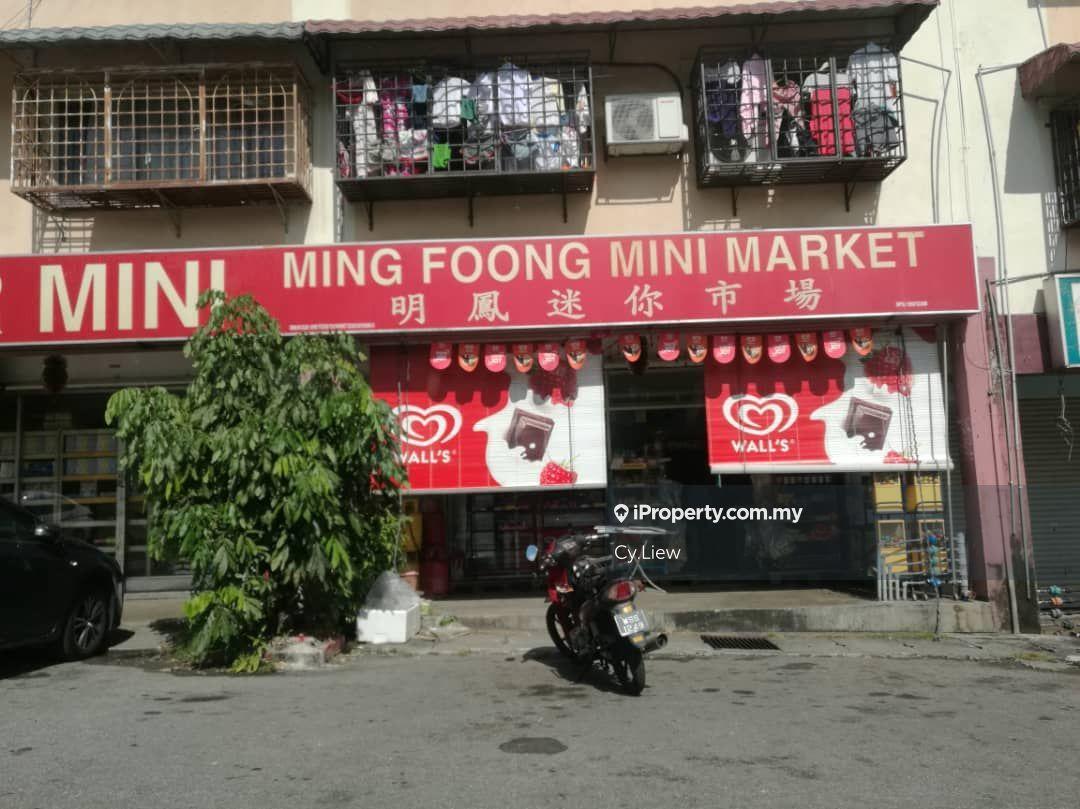 MINI
MING FOONG MINI MARKET
明鳳迷你市場
WALL'S
WALL'S
iProperty.com.my
Cy.Liew